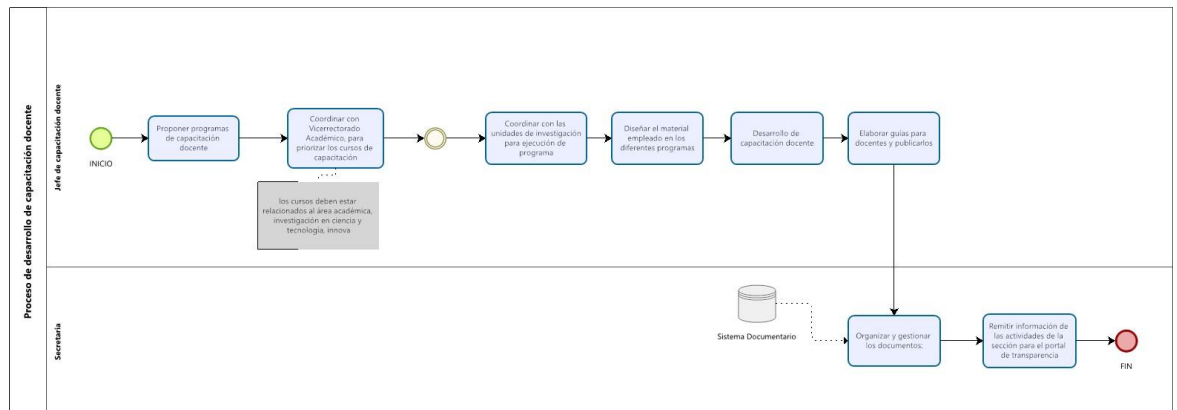 Proceso de desarrollo de capacitación docente
Jefe de capacitación docente
INICIO
Proponer programas
de capacitación
docente
Coordinar con
Vicerrectorado
Académico, para
priorizar los cursos de
capacitación
los cursos deben estar
relacionados al área académica,
investigación en ciencia y
tecnología, innova
Coordinar con las
unidades de investigación
para ejecución de
programa
Diseñar el material
empleado en los
diferentes programas
Desarrollo de
capacitación docente
Elaborar guías para
docentes y publicarlos
Secretaria
Sistema Documentario
Organizar y gestionar
los documentos;
Remitir información de
las actividades de la
sección para el portal
de transparencia
FIN